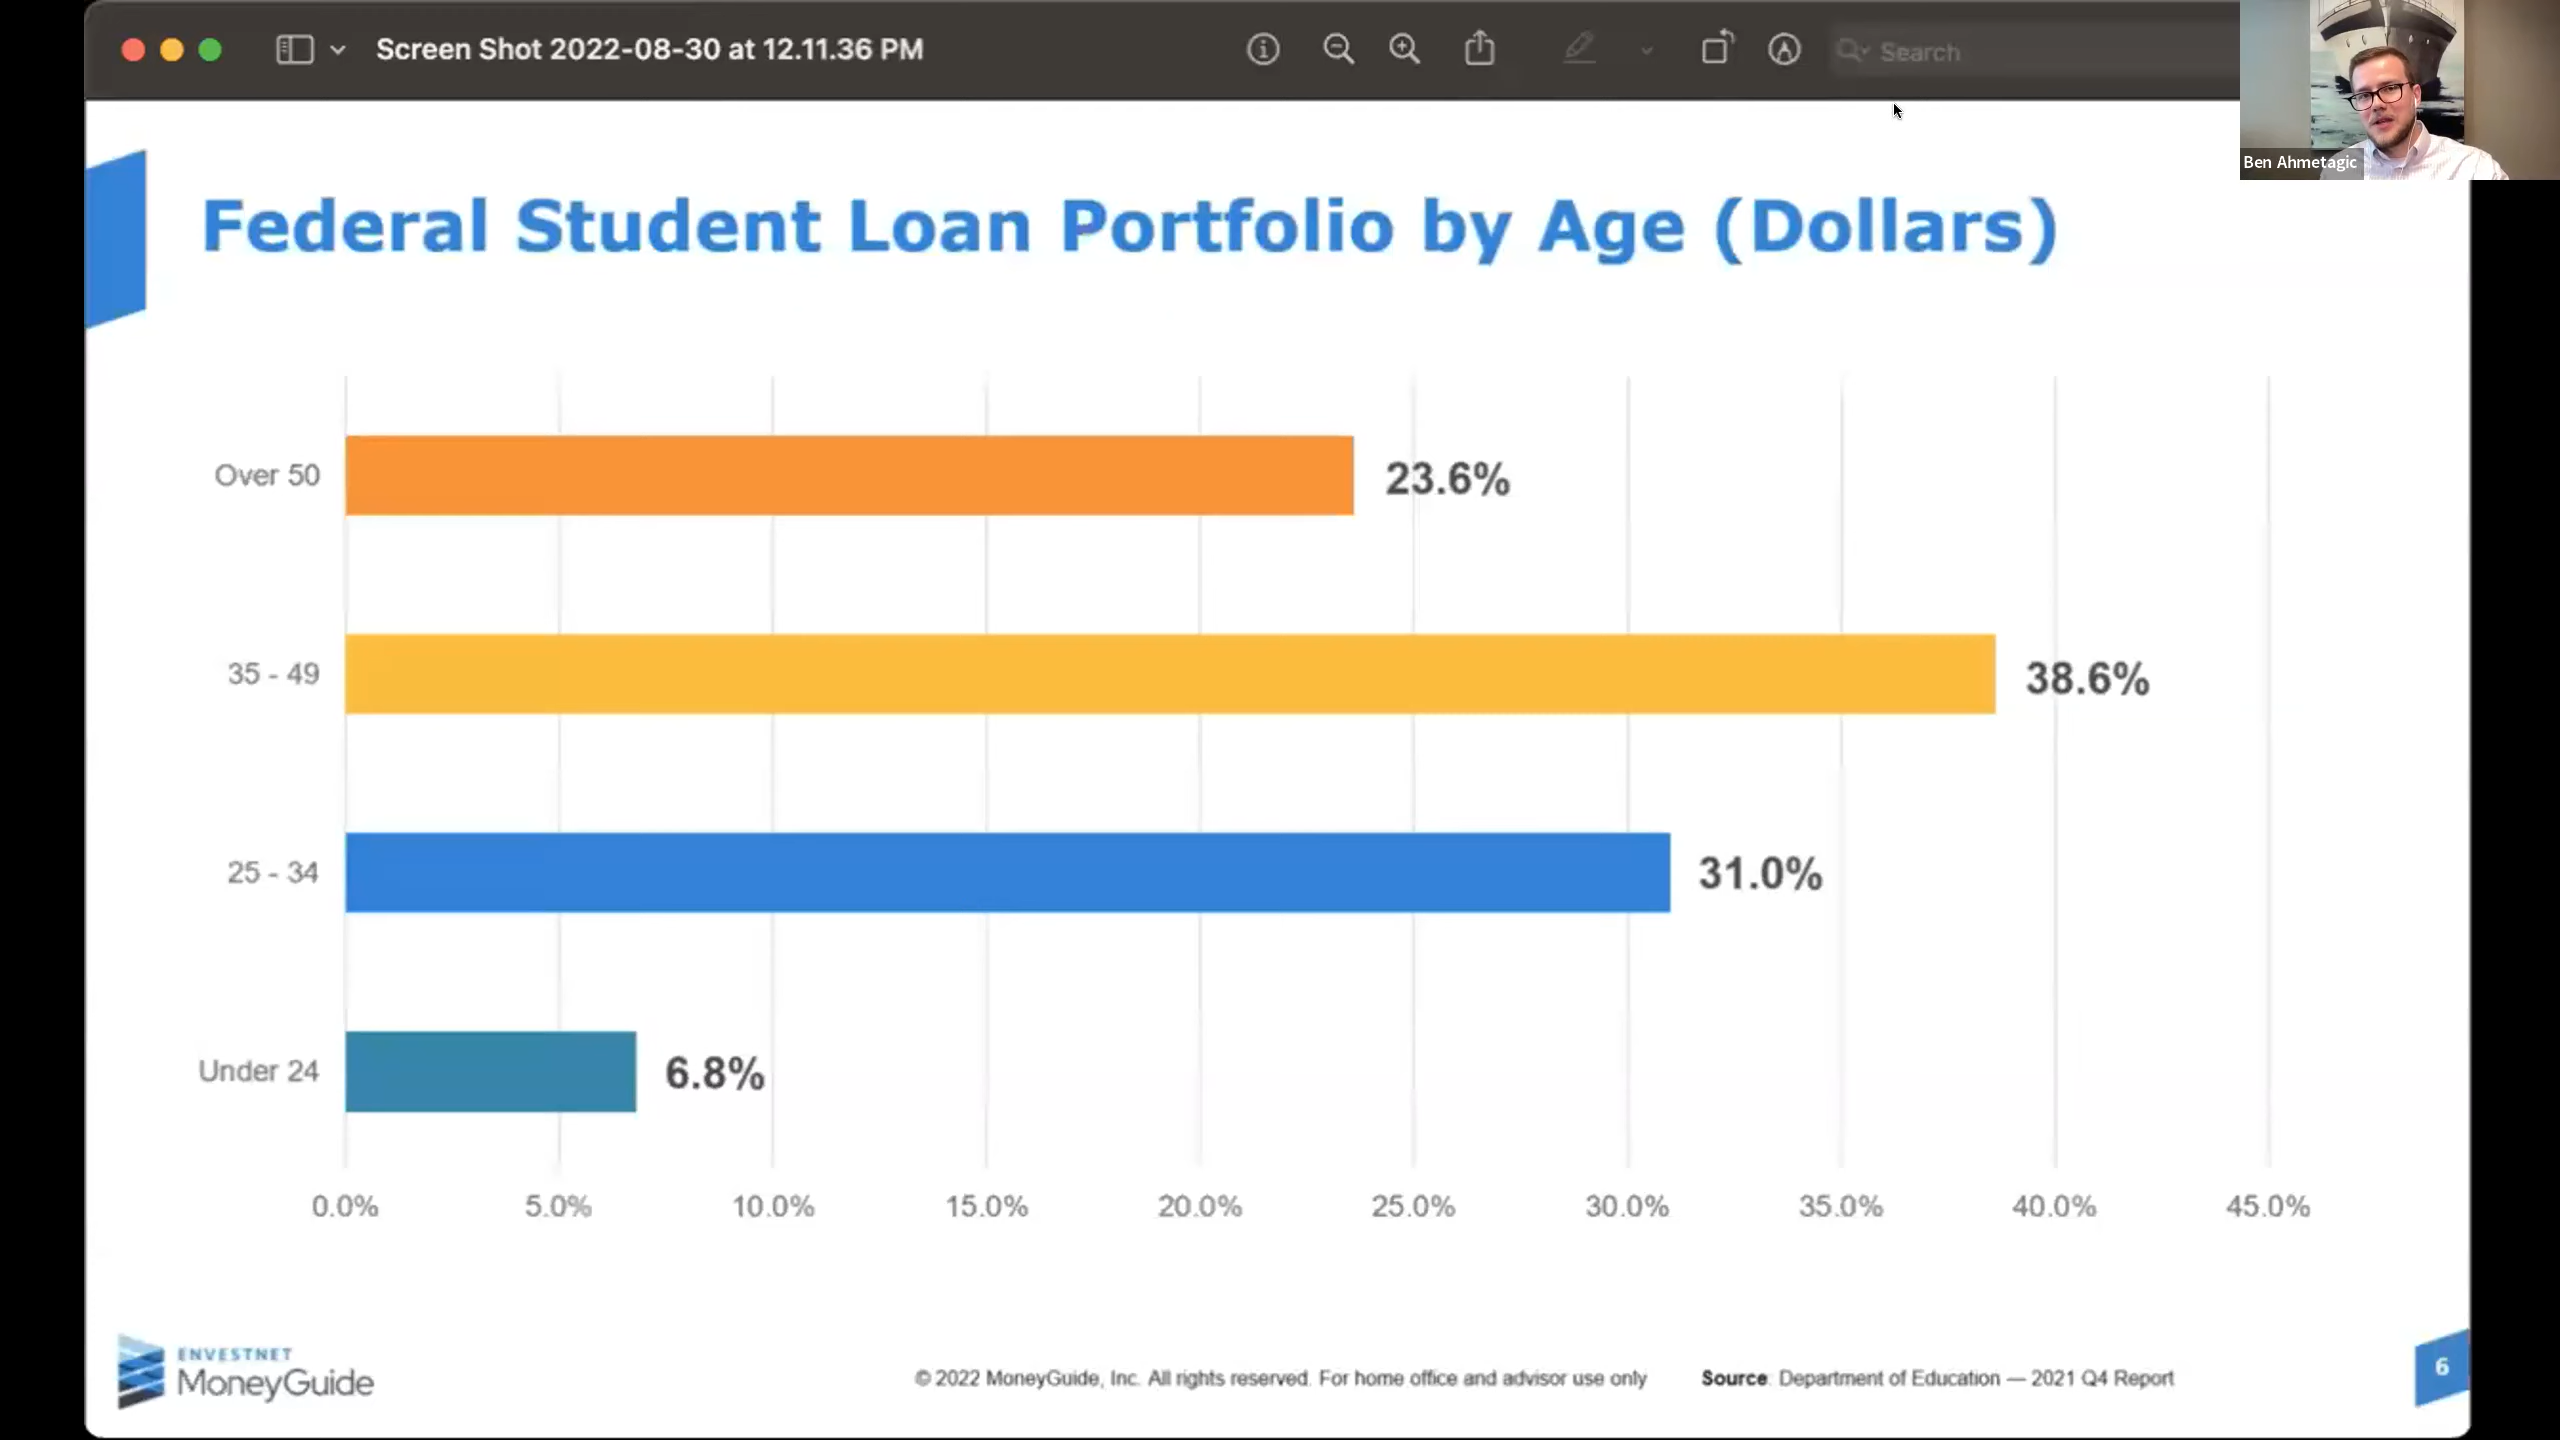 Screen Shot 2022-08-30 at 12.11.36 PM
Search
Ben Ahmetagic
Federal Student Loan Portfolio by Age (Dollars)
Over 50
23.6%
35 - 49
38.6%
25 - 34
31.0%
Under 24
6.8%
0.0% 5.0% 10.0% 15.0% 20.0% 25.0% 30.0% 35.0% 40.0% 45.0%
ENVESTNET
MoneyGuide
© 2022 MoneyGuide, Inc. All rights reserved. For home office and advisor use only
Source: Department of Education — 2021 Q4 Report
6